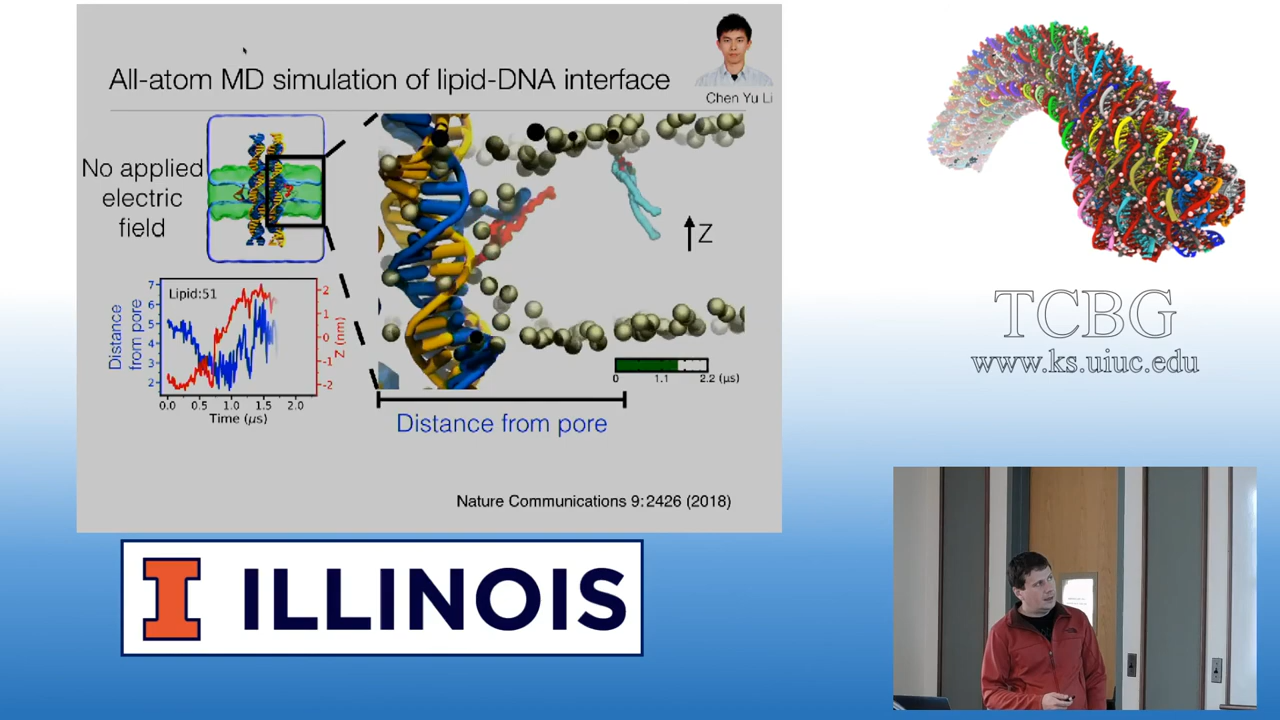 All-atom MD simulation of lipid-DNA interface
Chen Yu Li
No applied
electric
field
Z
Lipid:51
Distance
from pore
7
6
5
4
3
2
2
1
0
-1
-2
Z (nm)
0.0 0.5 1.0 1.5 2.0
Time (μs)
0 1.1 2.2 (μs)
Distance from pore
Nature Communications 9:2426 (2018)
I ILLINOIS
TCBG
www.ks.uiuc.edu